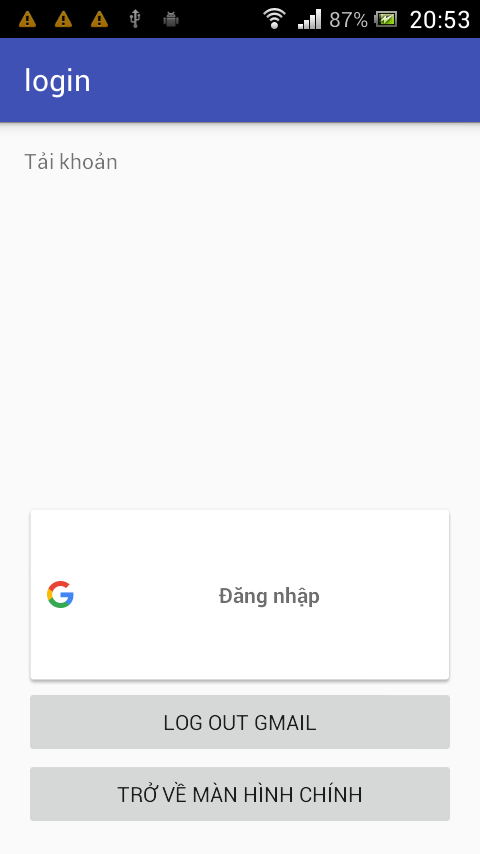 87% 20:53
login
Tải khoản
Đăng nhập
LOG OUT GMAIL
TRỞ VỀ MÀN HÌNH CHÍNH